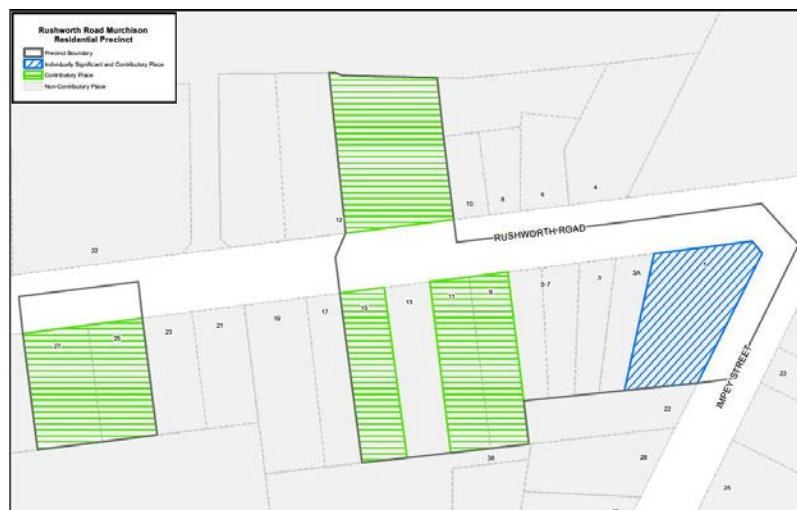 Rushworth Road Murchison
Residential Precinct
Precinct Boundary
Individually Significant and Contributory Place
Contributory Place
Non-Contributory Place
10
8
6
4
12
RUSHWORTH ROAD
33
3A
3
5-7
9
11
13
15
17
19
21
23
25
27
IMPEY STREET
23
22
38
28
25